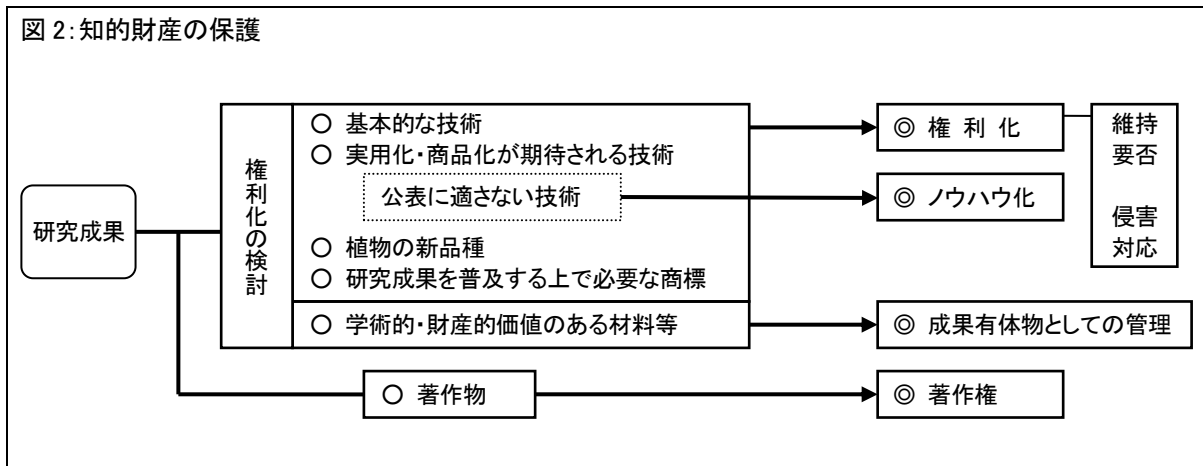 図 2：知的財産の保護
研究成果
権利化の検討
○ 基本的な技術
○ 実用化・商品化が期待される技術
公表に適さない技術
○ 植物の新品種
○ 研究成果を普及する上で必要な商標
○ 学術的・財産的価値のある材料等
○ 著作物
◎ 権 利 化
◎ ノウハウ化
◎ 成果有体物としての管理
◎ 著作権
維持
要否
侵害
対応